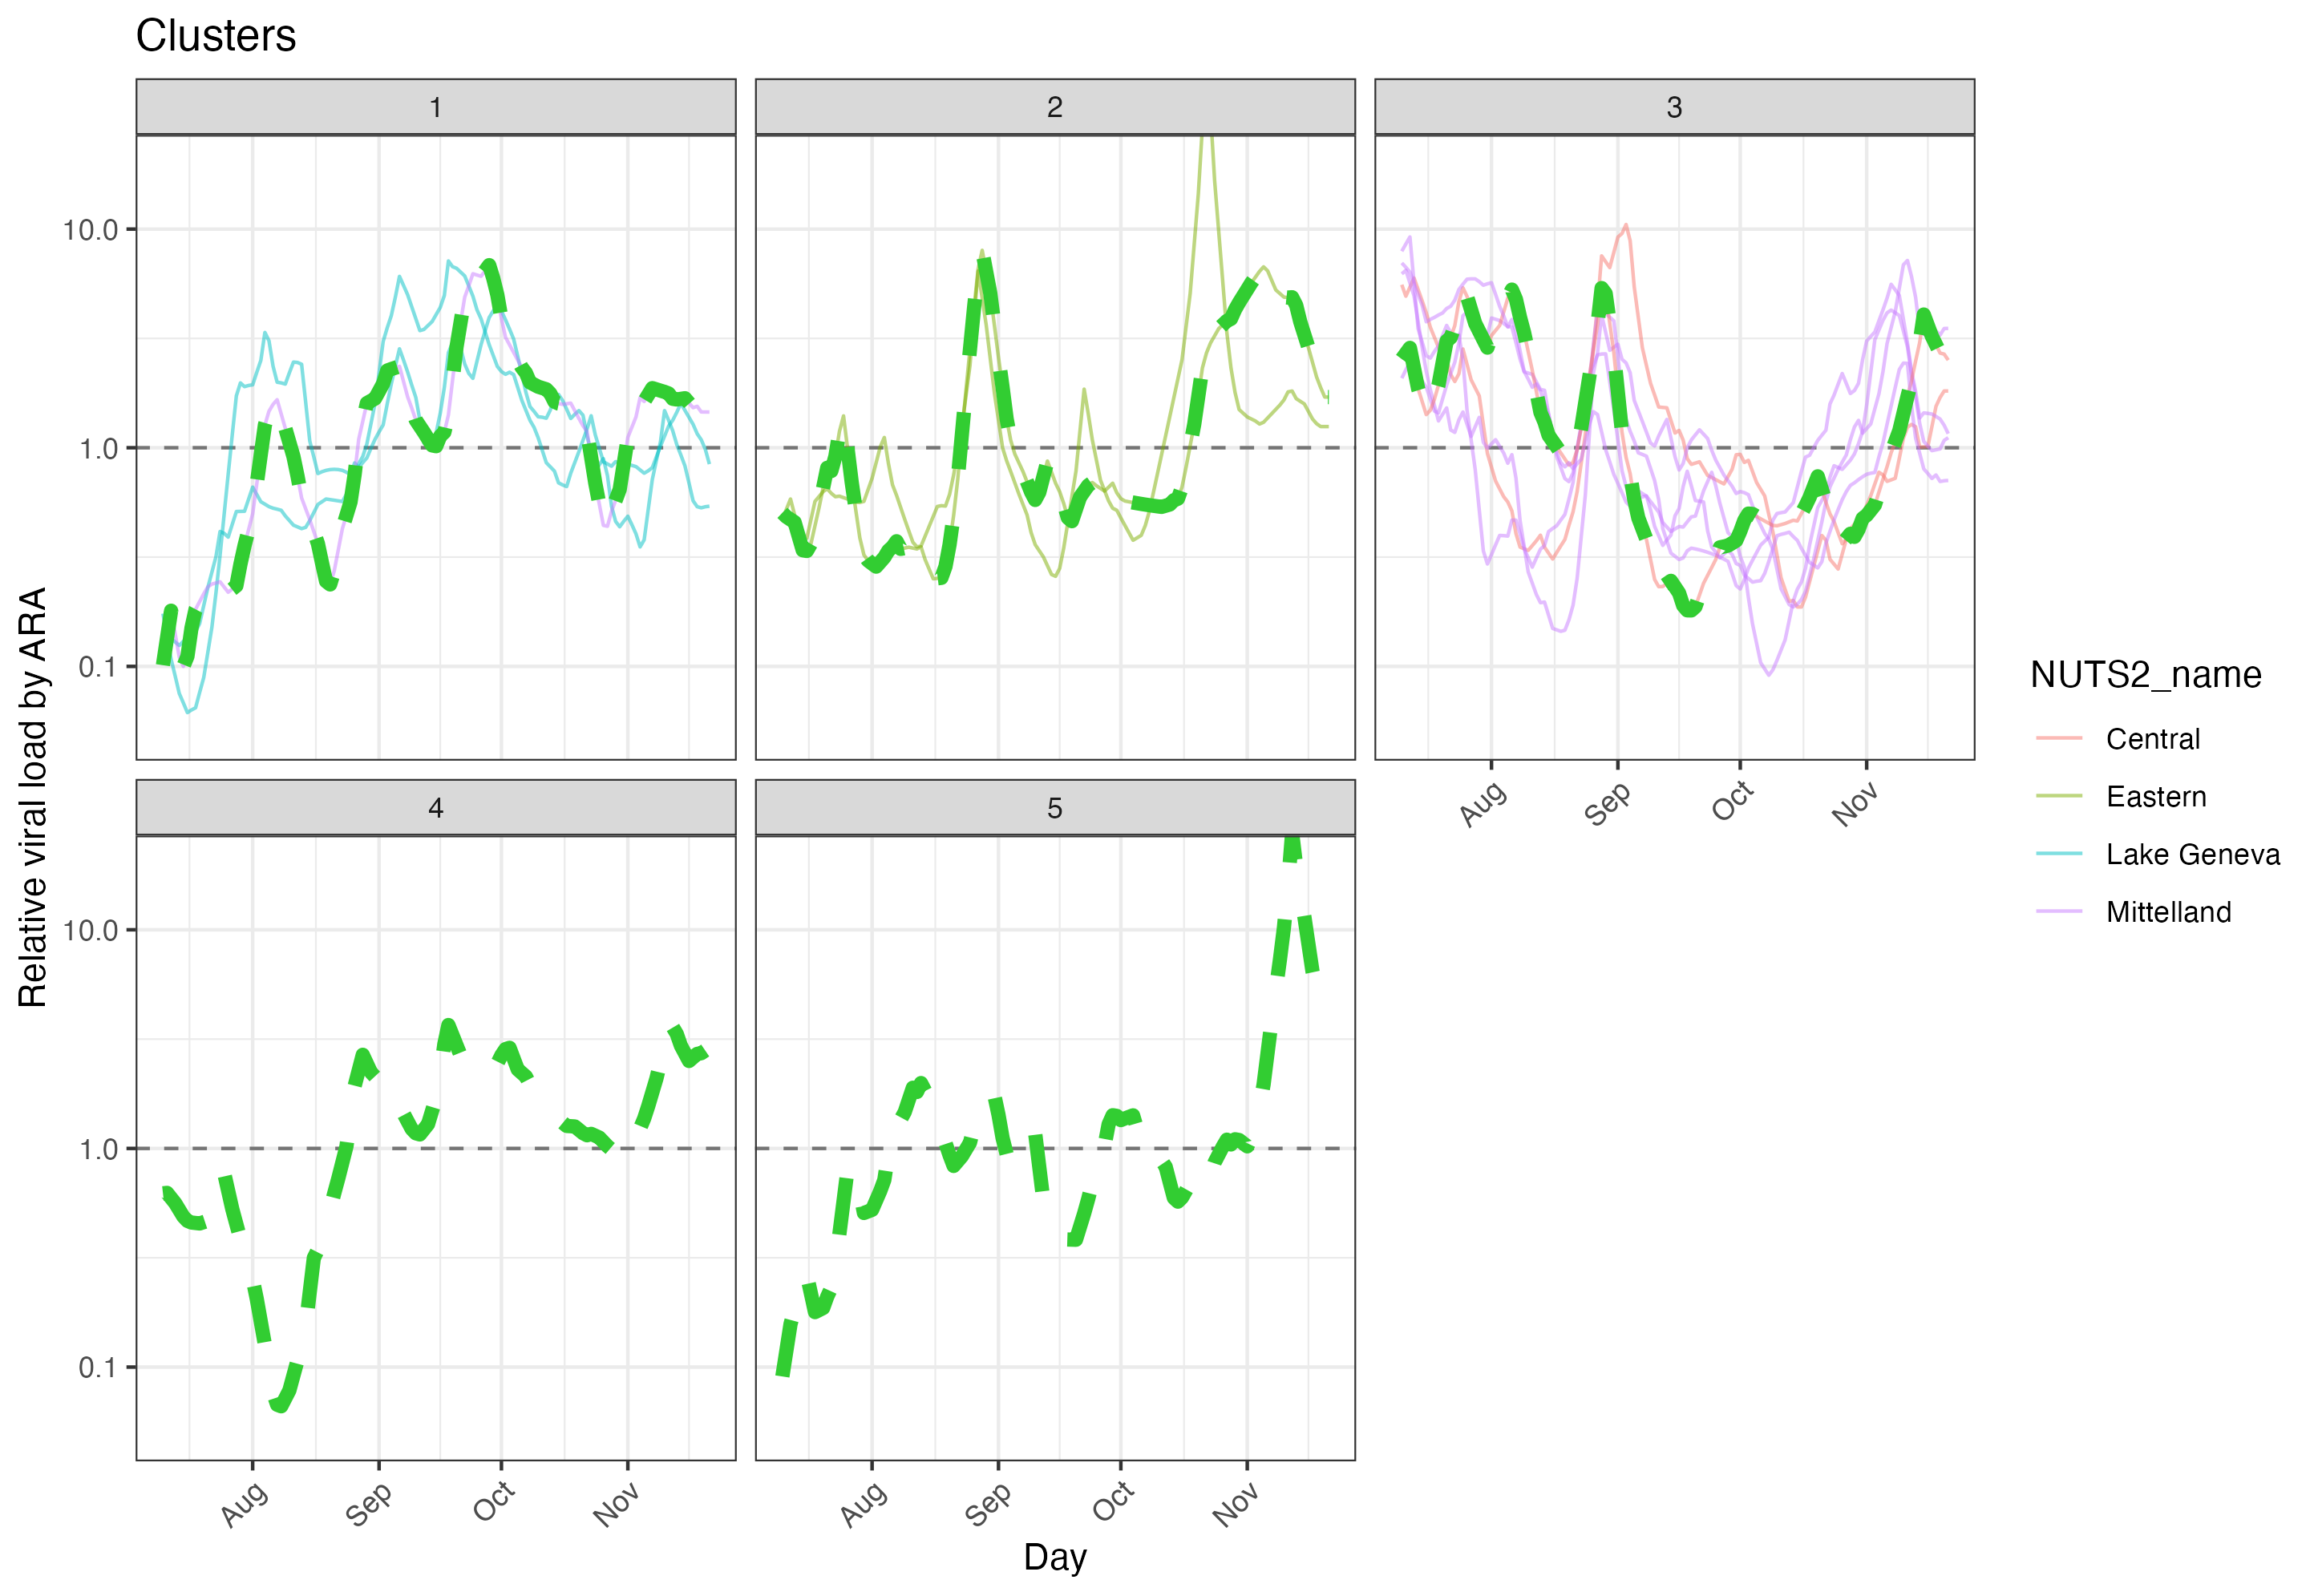 Clusters
1
2
3
10.0
1.0
0.1
Aug
Sep
Oct
Nov
4
5
10.0
1.0
0.1
Aug
Sep
Oct
Nov
Aug
Sep
Oct
Nov
Day
Relative viral load by ARA
NUTS2_name
Central
Eastern
Lake Geneva
Mittelland